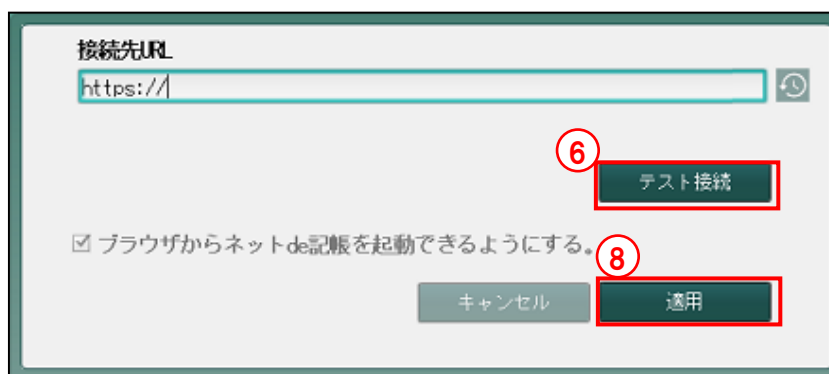 接続先URL
https://
⑥
テスト接続
ブラウザからネットde記帳を起動できるようにする。
⑧
キャンセル
適用